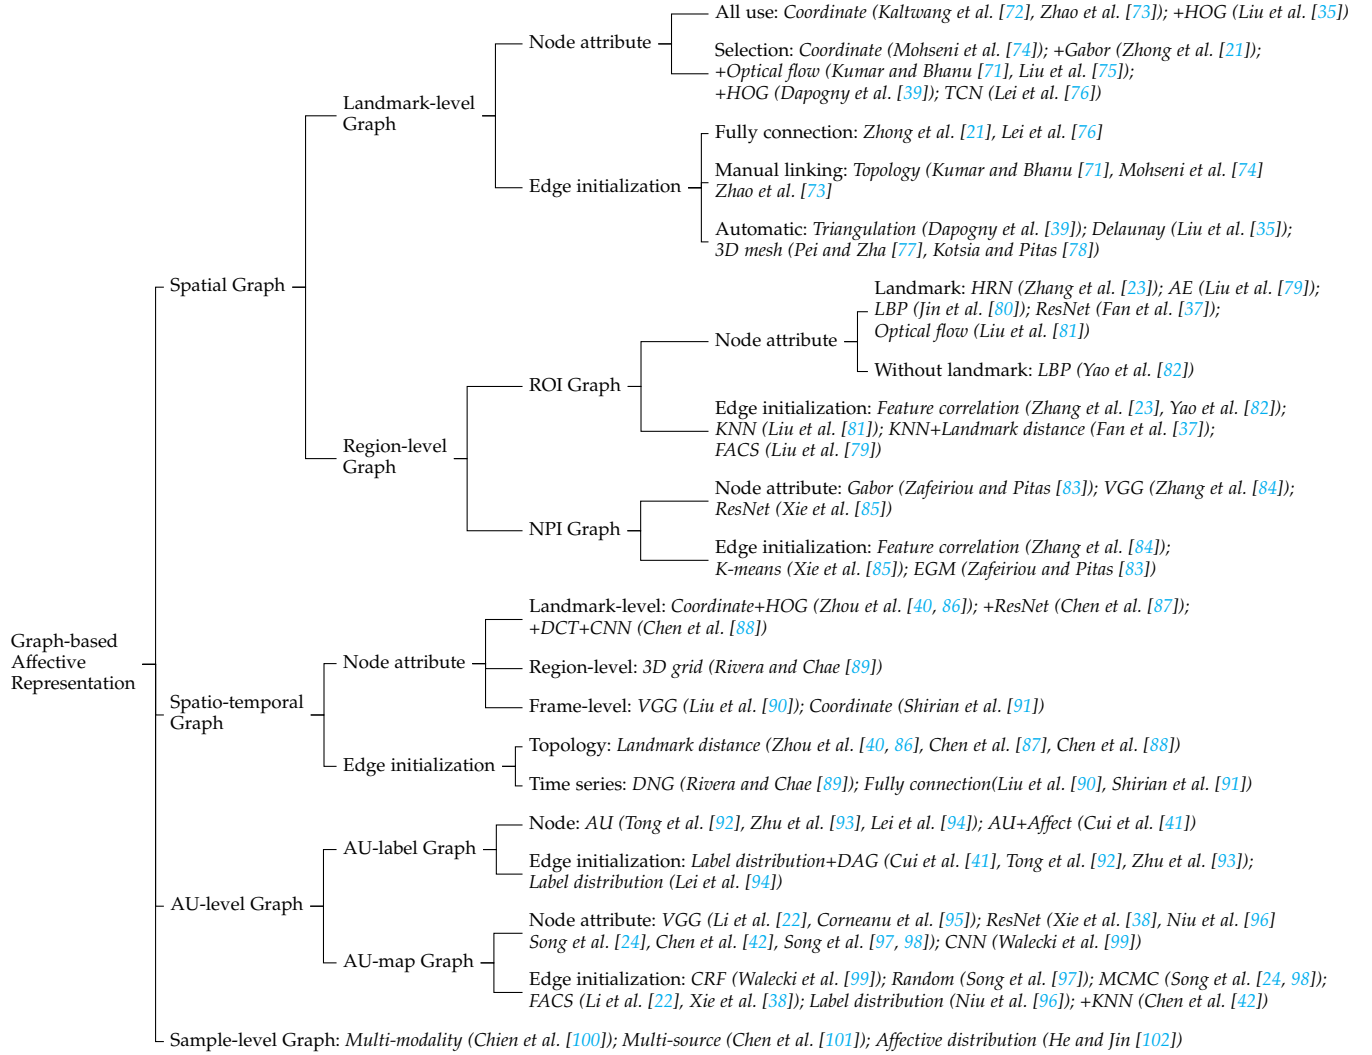 All use: Coordinate (Kaltwang et al. [72], Zhao et al. [73]); +HOG (Liu et al. [35])
Node attribute
Selection: Coordinate (Mohseni et al. [74]); +Gabor (Zhong et al. [21]);
+Optical flow (Kumar and Bhanu [71], Liu et al. [75]);
+HOG (Dapogny et al. [39]); TCN (Lei et al. [76])
Landmark-level
Graph
Fully connection: Zhong et al. [21], Lei et al. [76]
Edge initialization
Manual linking: Topology (Kumar and Bhanu [71], Mohseni et al. [74]
Zhao et al. [73]
Automatic: Triangulation (Dapogny et al. [39]); Delaunay (Liu et al. [35]);
3D mesh (Pei and Zha [77], Kotsia and Pitas [78])
Spatial Graph
Landmark: HRN (Zhang et al. [23]); AE (Liu et al. [79]);
LBP (Jin et al. [80]); ResNet (Fan et al. [37]);
Optical flow (Liu et al. [81])
Node attribute
Without landmark: LBP (Yao et al. [82])
ROI Graph
Edge initialization: Feature correlation (Zhang et al. [23], Yao et al. [82]);
KNN (Liu et al. [81]); KNN+Landmark distance (Fan et al. [37]);
FACS (Liu et al. [79])
Region-level
Graph
Node attribute: Gabor (Zafeiriou and Pitas [83]); VGG (Zhang et al. [84]);
ResNet (Xie et al. [85])
NPI Graph
Edge initialization: Feature correlation (Zhang et al. [84]);
K-means (Xie et al. [85]); EGM (Zafeiriou and Pitas [83])
Graph-based
Affective
Representation
Landmark-level: Coordinate+HOG (Zhou et al. [40, 86]); +ResNet (Chen et al. [87]);
+DCT+CNN (Chen et al. [88])
Node attribute
Region-level: 3D grid (Rivera and Chae [89])
Frame-level: VGG (Liu et al. [90]); Coordinate (Shirian et al. [91])
Spatio-temporal
Graph
Topology: Landmark distance (Zhou et al. [40, 86], Chen et al. [87], Chen et al. [88])
Edge initialization
Time series: DNG (Rivera and Chae [89]); Fully connection(Liu et al. [90], Shirian et al. [91])
Node: AU (Tong et al. [92], Zhu et al. [93], Lei et al. [94]); AU+Affect (Cui et al. [41])
AU-label Graph
Edge initialization: Label distribution+DAG (Cui et al. [41], Tong et al. [92], Zhu et al. [93]);
Label distribution (Lei et al. [94])
AU-level Graph
Node attribute: VGG (Li et al. [22], Corneanu et al. [95]); ResNet (Xie et al. [38], Niu et al. [96]
Song et al. [24], Chen et al. [42], Song et al. [97, 98]); CNN (Walecki et al. [99])
AU-map Graph
Edge initialization: CRF (Walecki et al. [99]); Random (Song et al. [97]); MCMC (Song et al. [24, 98]);
FACS (Li et al. [22], Xie et al. [38]); Label distribution (Niu et al. [96]); +KNN (Chen et al. [42])
Sample-level Graph: Multi-modality (Chien et al. [100]); Multi-source (Chen et al. [101]); Affective distribution (He and Jin [102])